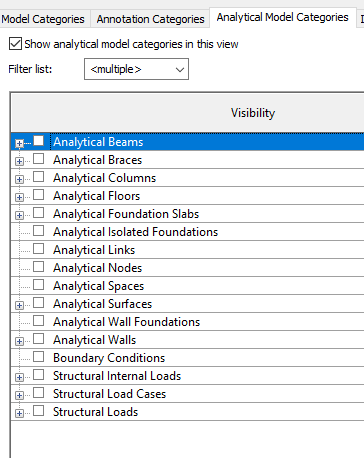 Model Categories Annotation Categories Analytical Model Categories
Show analytical model categories in this view
Filter list: <multiple>
Visibility
Analytical Beams
Analytical Braces
Analytical Columns
Analytical Floors
Analytical Foundation Slabs
Analytical Isolated Foundations
Analytical Links
Analytical Nodes
Analytical Spaces
Analytical Surfaces
Analytical Wall Foundations
Analytical Walls
Boundary Conditions
Structural Internal Loads
Structural Load Cases
Structural Loads